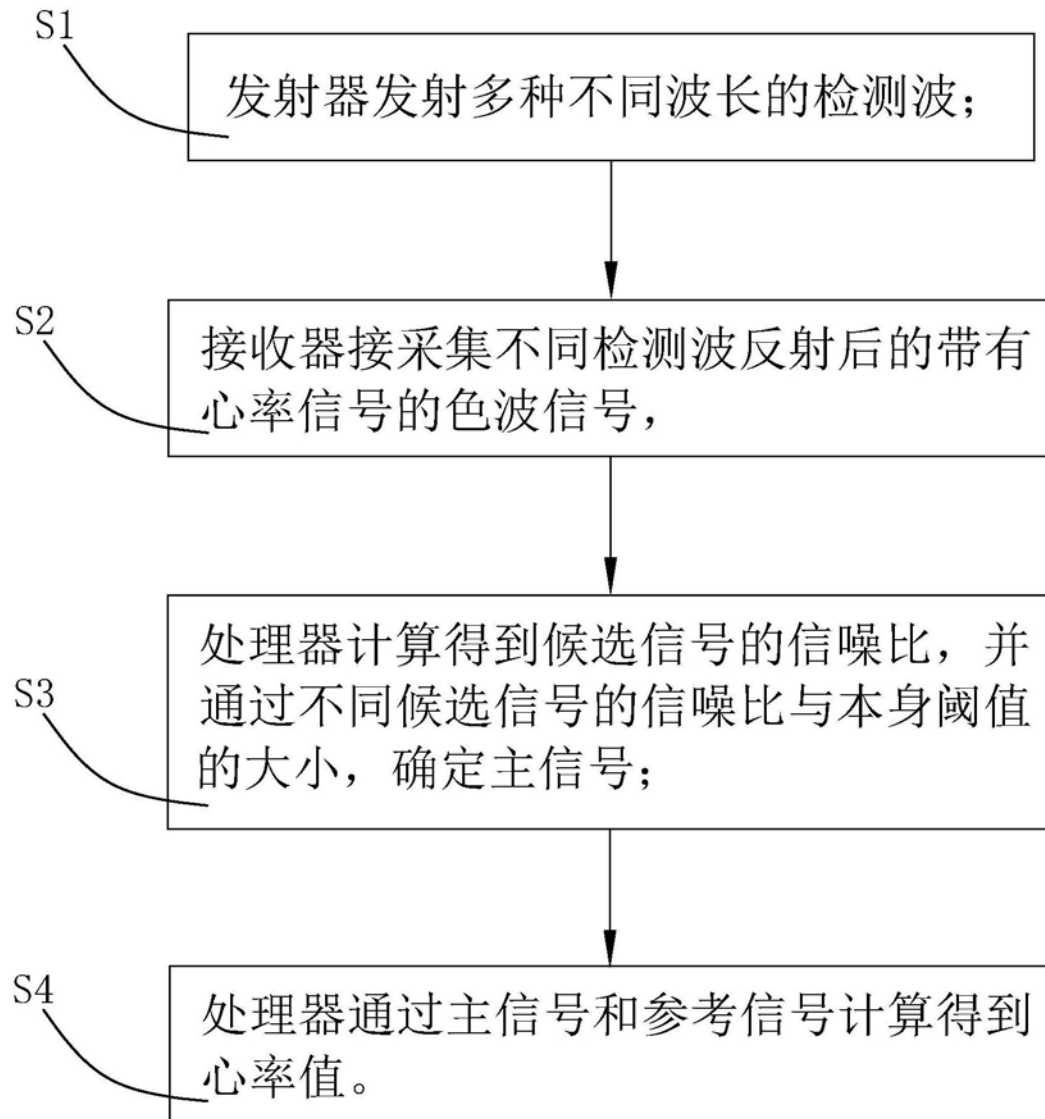 S1
发射器发射多种不同波长的检测波；
S2
接收器接采集不同检测波反射后的带有
心率信号的色波信号，
S3
处理器计算得到候选信号的信噪比，并
通过不同候选信号的信噪比与本身阈值
的大小，确定主信号；
S4
处理器通过主信号和参考信号计算得到
心率值。